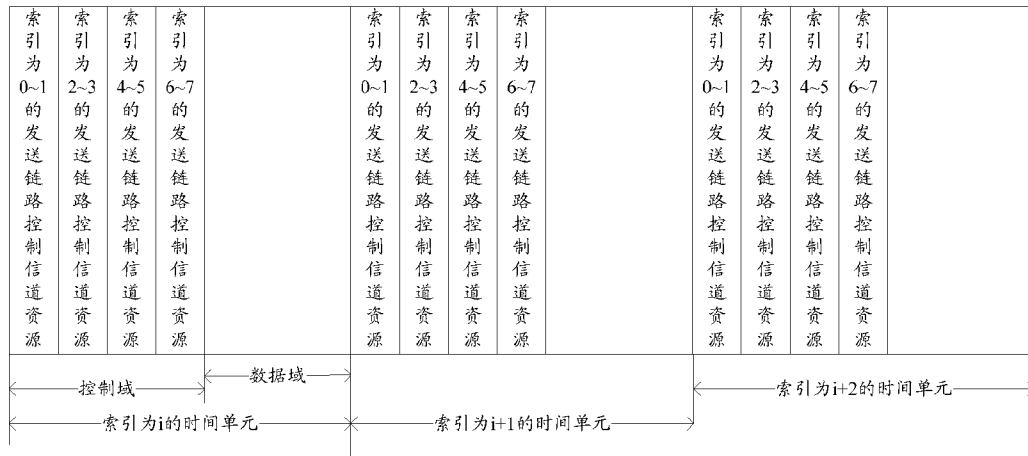 索引为0~1的发送链路控制信道资源
索引为2~3的发送链路控制信道资源
索引为4~5的发送链路控制信道资源
索引为6~7的发送链路控制信道资源
索引为0~1的发送链路控制信道资源
索引为2~3的发送链路控制信道资源
索引为4~5的发送链路控制信道资源
索引为6~7的发送链路控制信道资源
索引为0~1的发送链路控制信道资源
索引为2~3的发送链路控制信道资源
索引为4~5的发送链路控制信道资源
索引为6~7的发送链路控制信道资源
控制域
数据域
索引为i+2的时间单元
索引为i的时间单元
索引为i+1的时间单元